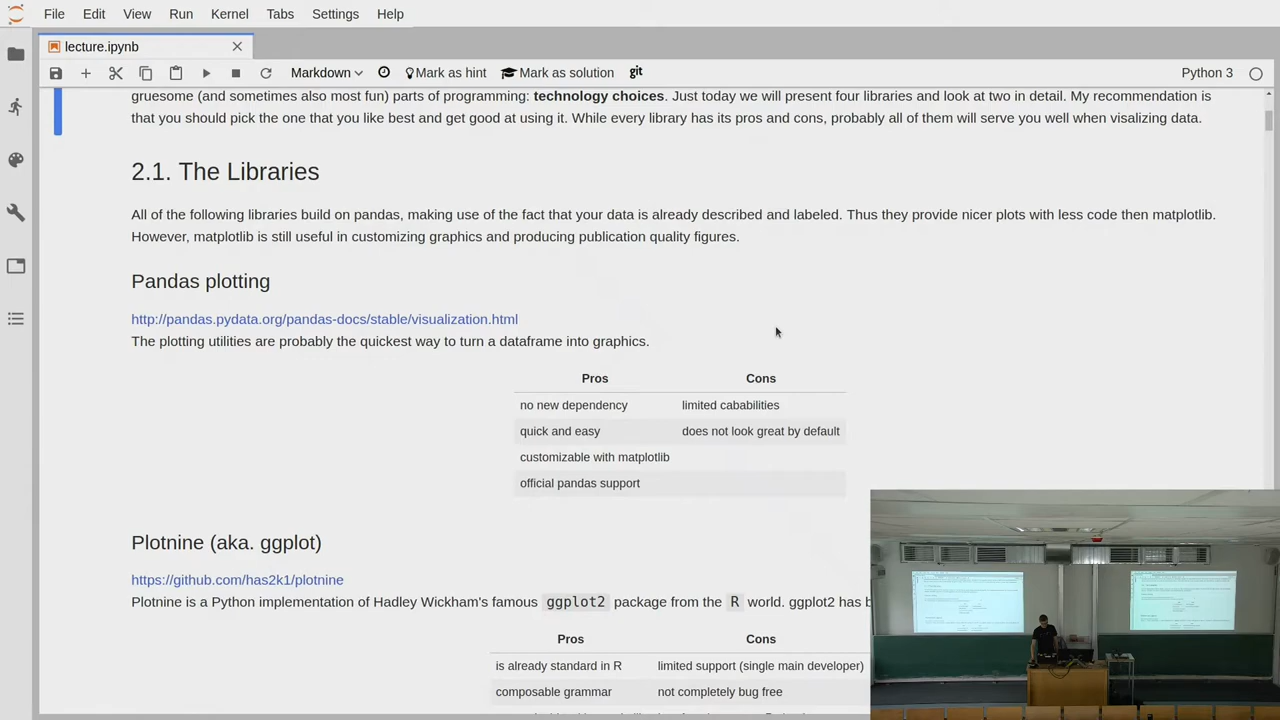 File Edit View Run Kernel Tabs Settings Help
lecture.ipynb
Markdown Mark as hint Mark as solution git Python 3
gruesome (and sometimes also most fun) parts of programming: technology choices. Just today we will present four libraries and look at two in detail. My recommendation is
that you should pick the one that you like best and get good at using it. While every library has its pros and cons, probably all of them will serve you well when visalizing data.
2.1. The Libraries
All of the following libraries build on pandas, making use of the fact that your data is already described and labeled. Thus they provide nicer plots with less code then matplotlib.
However, matplotlib is still useful in customizing graphics and producing publication quality figures.
Pandas plotting
http://pandas.pydata.org/pandas-docs/stable/visualization.html
The plotting utilities are probably the quickest way to turn a dataframe into graphics.
Pros Cons
no new dependency limited cababilities
quick and easy does not look great by default
customizable with matplotlib
official pandas support
Plotnine (aka. ggplot)
https://github.com/has2k1/plotnine
Plotnine is a Python implementation of Hadley Wickham's famous ggplot2 package from the R world. ggplot2 has b
Pros Cons
is already standard in R limited support (single main developer)
composable grammar not completely bug free